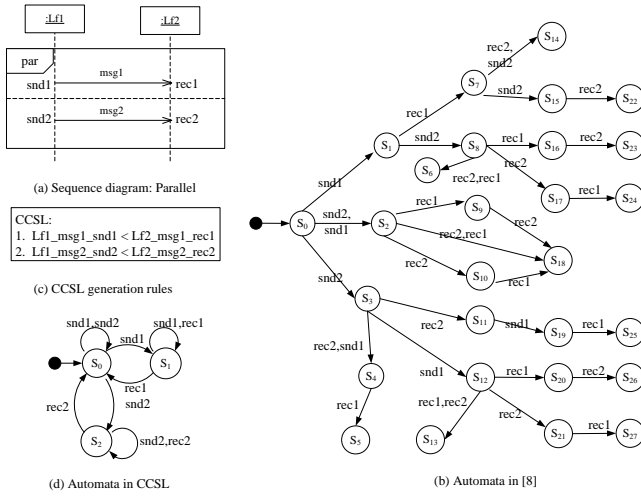 :Lf1
:Lf2
par
snd1
msg1
rec1
snd2
msg2
rec2
(a) Sequence diagram: Parallel
CCSL:
1. Lf1_msg1_snd1 < Lf2_msg1_rec1
2. Lf1_msg2_snd2 < Lf2_msg2_rec2
(c) CCSL generation rules
snd1,snd2
snd1,rec1
snd1
S0
S1
rec1
rec2
snd2
S2
snd2,rec2
(d) Automata in CCSL
S14
rec2,
snd2
S7
snd2
S15
rec2
S22
rec1
S1
snd2
S8
rec1
S16
rec2
S23
S6
rec2,rec1
rec2
S17
rec1
S24
snd1
S0
snd2,
snd1
S2
rec1
S9
rec2
rec2,rec1
S18
rec2
S10
rec1
snd2
S3
rec2
S11
snd1
S19
rec1
S25
rec2,snd1
S4
snd1
S12
rec1
S20
rec2
S26
rec1
rec1,rec2
rec2
S5
S13
S21
rec1
S27
(b) Automata in [8]